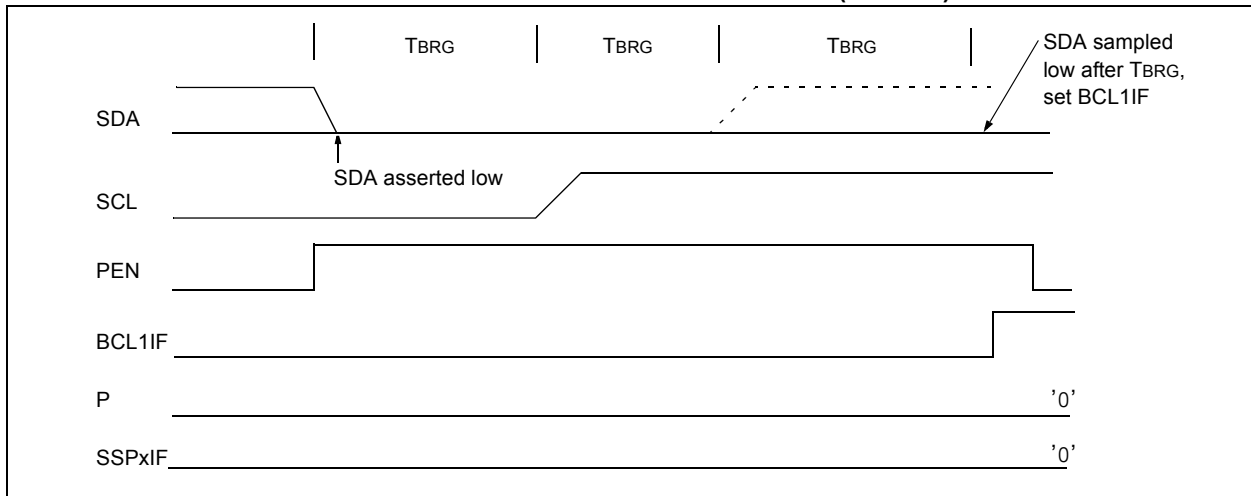 TBRG TBRG TBRG
SDA sampled
low after TBRG,
set BCL1IF
SDA
SDA asserted low
SCL
PEN
BCL1IF
P '0'
SSPxIF '0'